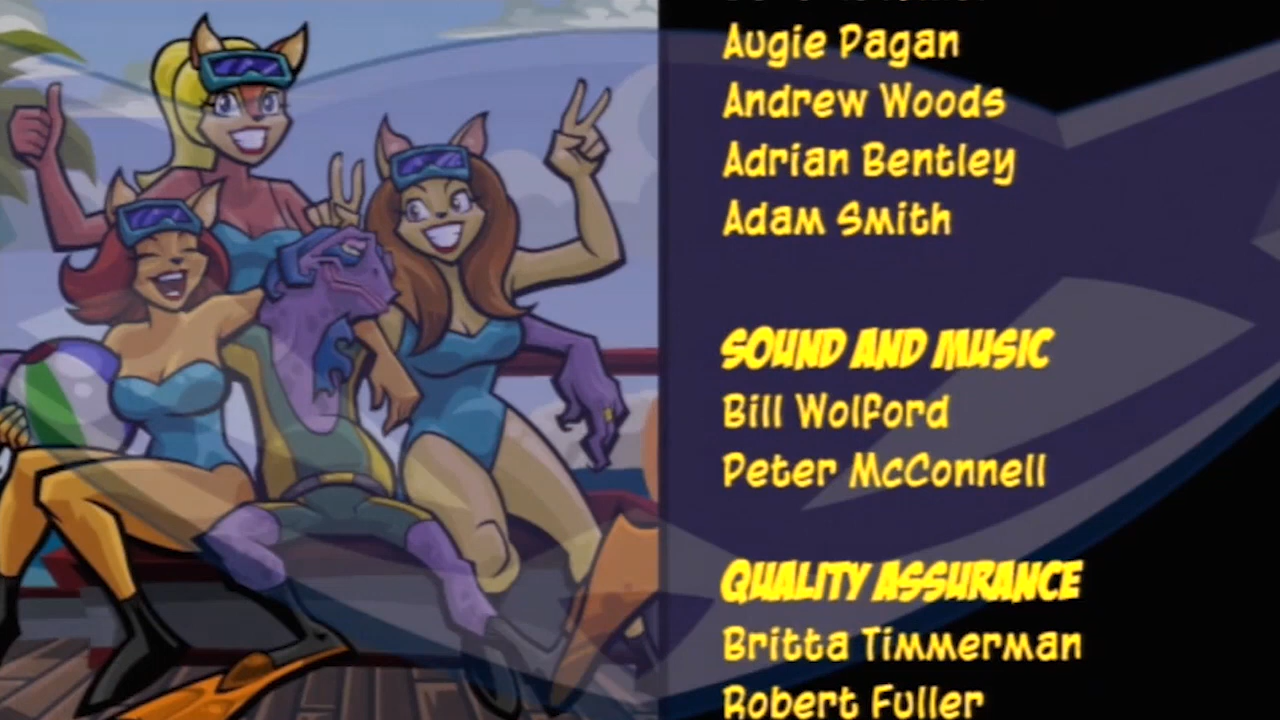 Augie Pagan
Andrew Woods
Adrian Bentley
Adam Smith
SOUND AND MUSIC
Bill Wolford
Peter McConnell
QUALITY ASSURANCE
Britta Timmerman
Robert Fuller